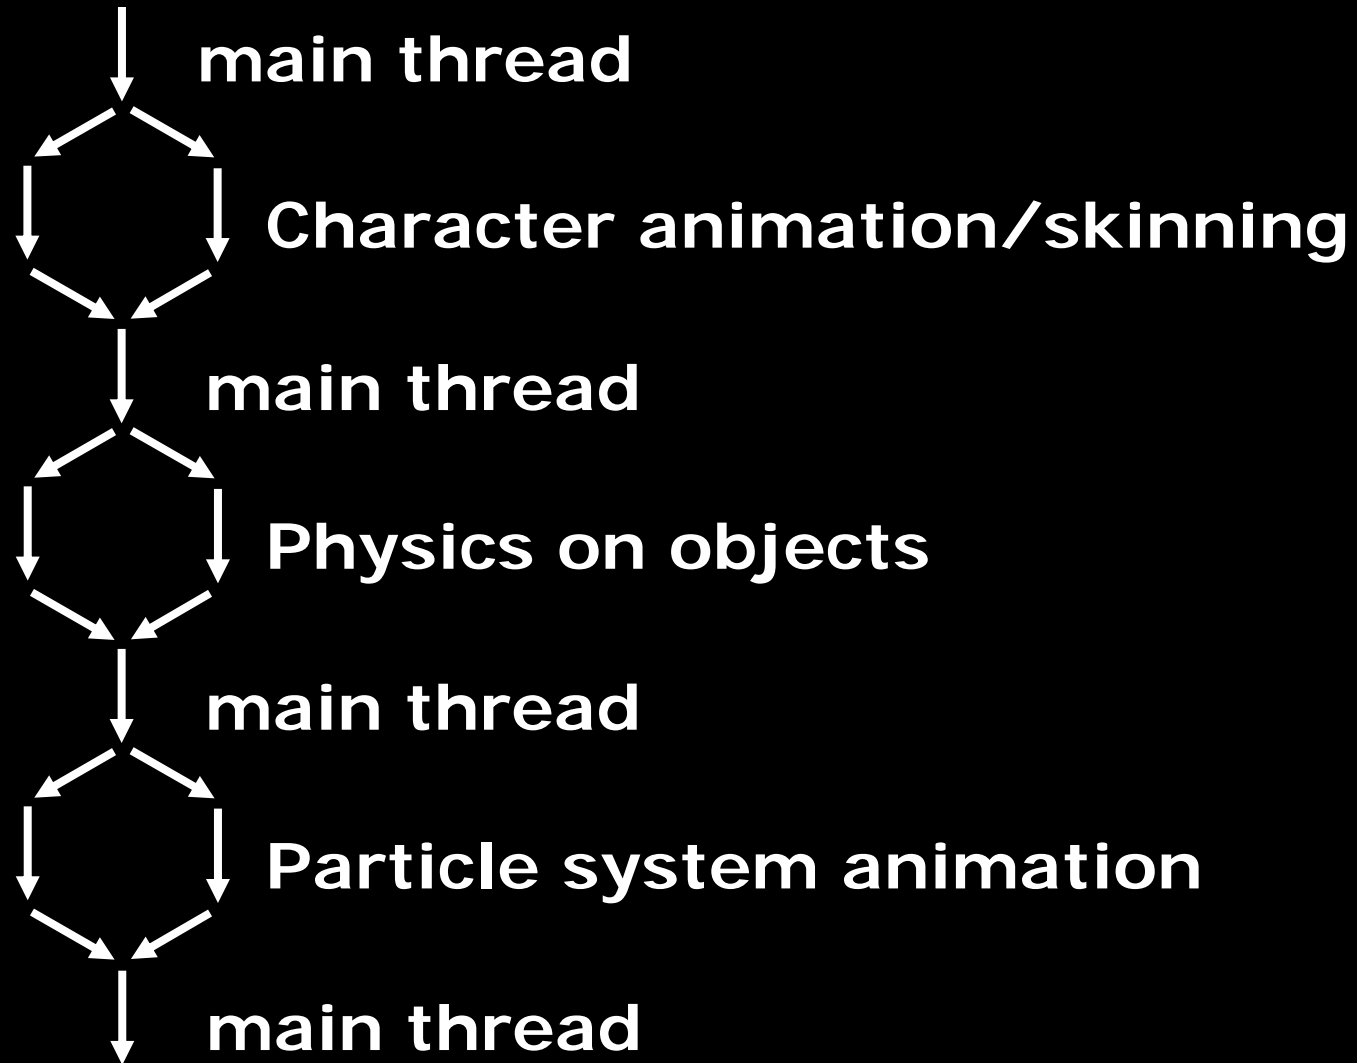 main thread
Character animation/skinning
main thread
Physics on objects
main thread
Particle system animation
main thread